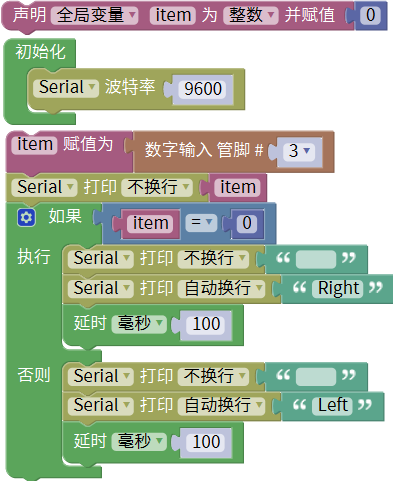 声明 全局变量 item 为 整数 并赋值 0
初始化
Serial 波特率 9600
item 赋值为 数字输入 管脚 # 3
Serial 打印 不换行 item
如果 item = 0
执行 Serial 打印 不换行 “ ”
Serial 打印 自动换行 “ Right ”
延时 毫秒 100
否则 Serial 打印 不换行 “ ”
Serial 打印 自动换行 “ Left ”
延时 毫秒 100